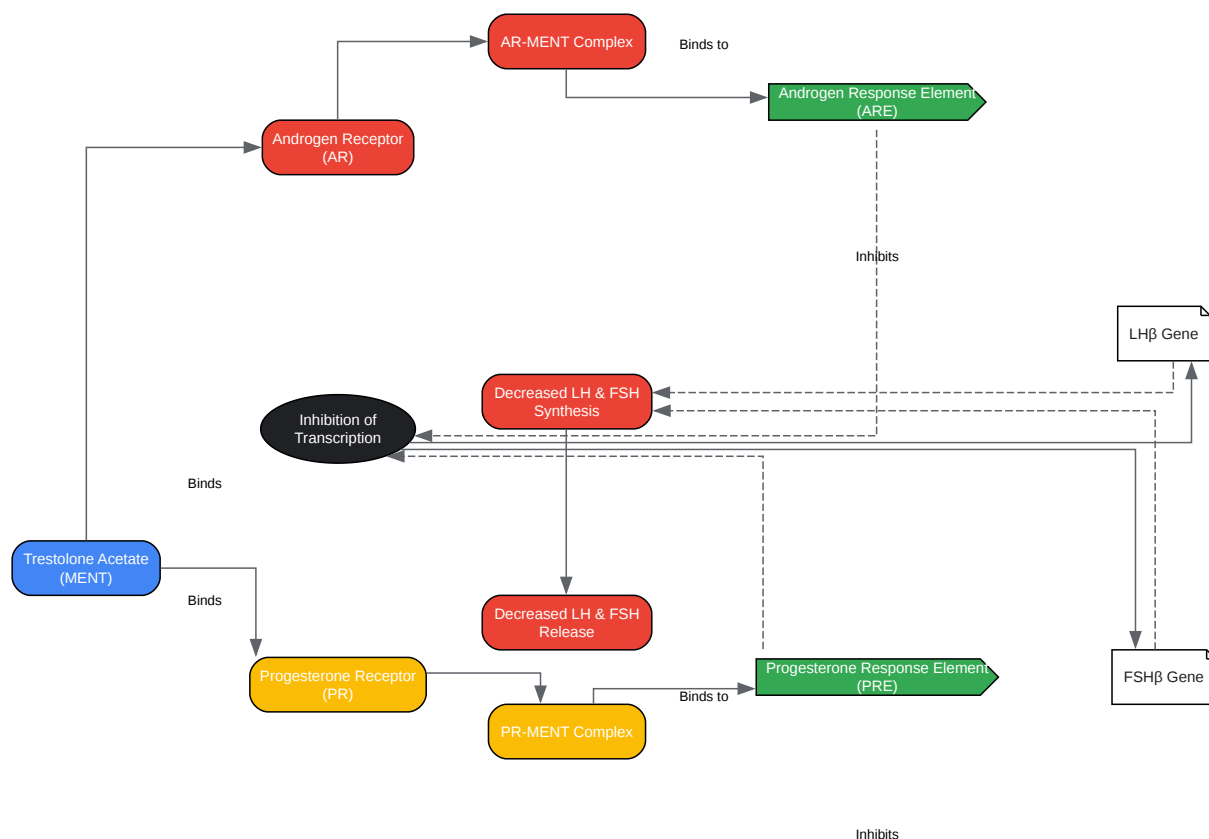 AR-MENT Complex
Binds to
Androgen Response Element
(ARE)
Androgen Receptor
(AR)
Inhibits
LHβ Gene
Decreased LH & FSH
Synthesis
Inhibition of
Transcription
Binds
Trestolone Acetate
(MENT)
Binds
Decreased LH & FSH
Release
Progesterone Receptor
(PR)
Binds to
Progesterone Response Element
(PRE)
FSHβ Gene
PR-MENT Complex
Inhibits